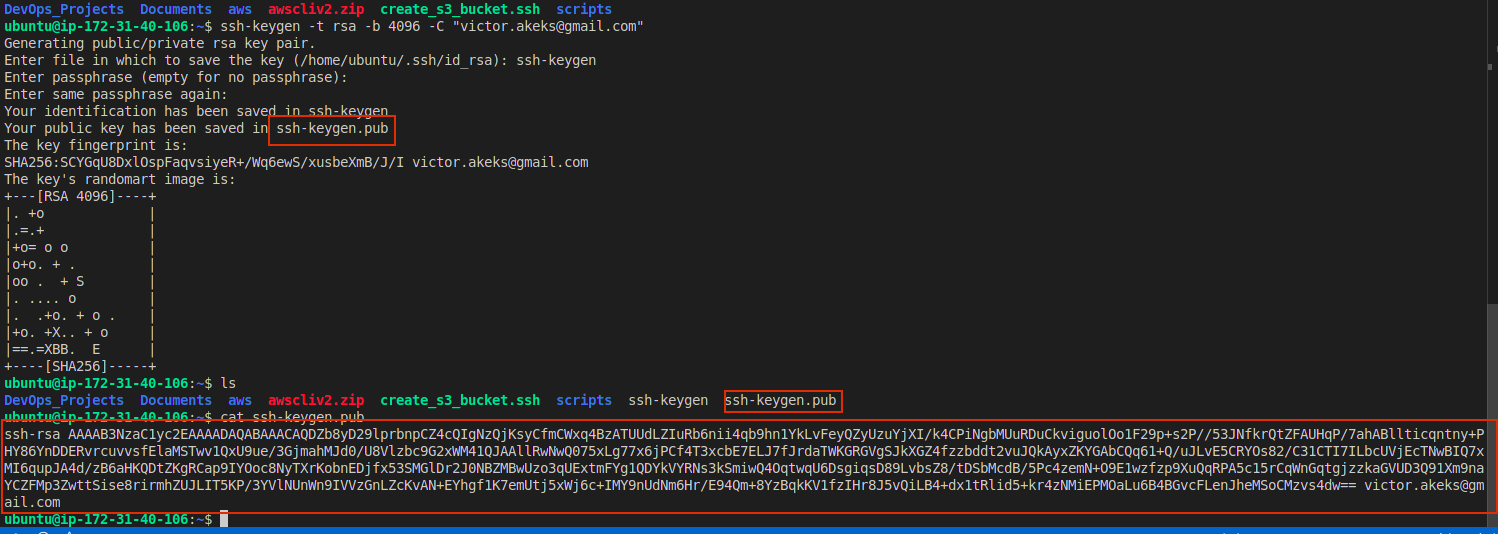 DevOps_Projects  Documents  aws  awscliv2.zip  create_s3_bucket.ssh  scripts
ubuntu@ip-172-31-40-106:~$ ssh-keygen -t rsa -b 4096 -C "victor.akeks@gmail.com"
Generating public/private rsa key pair.
Enter file in which to save the key (/home/ubuntu/.ssh/id_rsa): ssh-keygen
Enter passphrase (empty for no passphrase):
Enter same passphrase again:
Your identification has been saved in ssh-keygen
Your public key has been saved in ssh-keygen.pub
The key fingerprint is:
SHA256:SCYGqU8DxlOspFaqvsiyeR+/Wq6ewS/xusbeXmB/J/I victor.akeks@gmail.com
The key's randomart image is:
+---[RSA 4096]----+
|. +o             |
|.=.+             |
|+o= o o          |
|o+o. + .         |
|oo .  + S        |
|. .... o         |
|.  .+o. + o .    |
|+o. +X.. + o     |
|==.=XBB.  E      |
+----[SHA256]-----+
ubuntu@ip-172-31-40-106:~$ ls
DevOps_Projects  Documents  aws  awscliv2.zip  create_s3_bucket.ssh  scripts  ssh-keygen  ssh-keygen.pub
ubuntu@ip-172-31-40-106:~$ cat ssh-keygen.pub
ssh-rsa AAAAB3NzaC1yc2EAAAADAQABAAACAQDZb8yD29lprbnpCZ4cQIgNzQjKsyCfmCWxq4BzATUUdLZIuRb6nii4qb9hn1YkLvFeyQZyUzuYjXI/k4CPiNgbMUuRDuCkviguolOo1F29p+s2P//53JNfkrQtZFAUHqP/7ahABllticqntny+P
HY86YnDDERvrcuvvsfElaMSTwv1QxU9ue/3GjmahMJd0/U8Vlzbc9G2xWM41QJAAllRwNwQ075xLg77x6jPCf4T3xcbE7ELJ7fJrdaTWKGRGVgSJkXGZ4fzzbddt2vuJQkAyxZKYGAbCQq61+Q/uJLvE5CRYOs82/C31CTI7ILbcUVjEcTNwBIQ7x
MI6qupJA4d/zB6aHKQDtZKgRCap9IYOoc8NyTXrKobnEDjfx53SMGlDr2J0NBZMBwUzo3qUExtmFYg1QDYkVYRNs3kSmiwQ4OqtwqU6DsgiqsD89LvbsZ8/tDSbMcdB/5Pc4zemN+O9E1wzfzp9XuQqRPA5c15rCqWnGqtgjzzkaGVUD3Q91Xm9na
YCZFMp3ZwttSise8rirmhZUJLIT5KP/3YVlNUnWn9IVVzGnLZcKvAN+EYhgf1K7emUtj5xWj6c+IMY9nUdNm6Hr/E94Qm+8YzBqkKV1fzIHr8J5vQiLB4+dx1tRlid5+kr4zNMiEPMOaLu6B4BGvcFLenJheMSoCMzvs4dw== victor.akeks@gm
ail.com
ubuntu@ip-172-31-40-106:~$